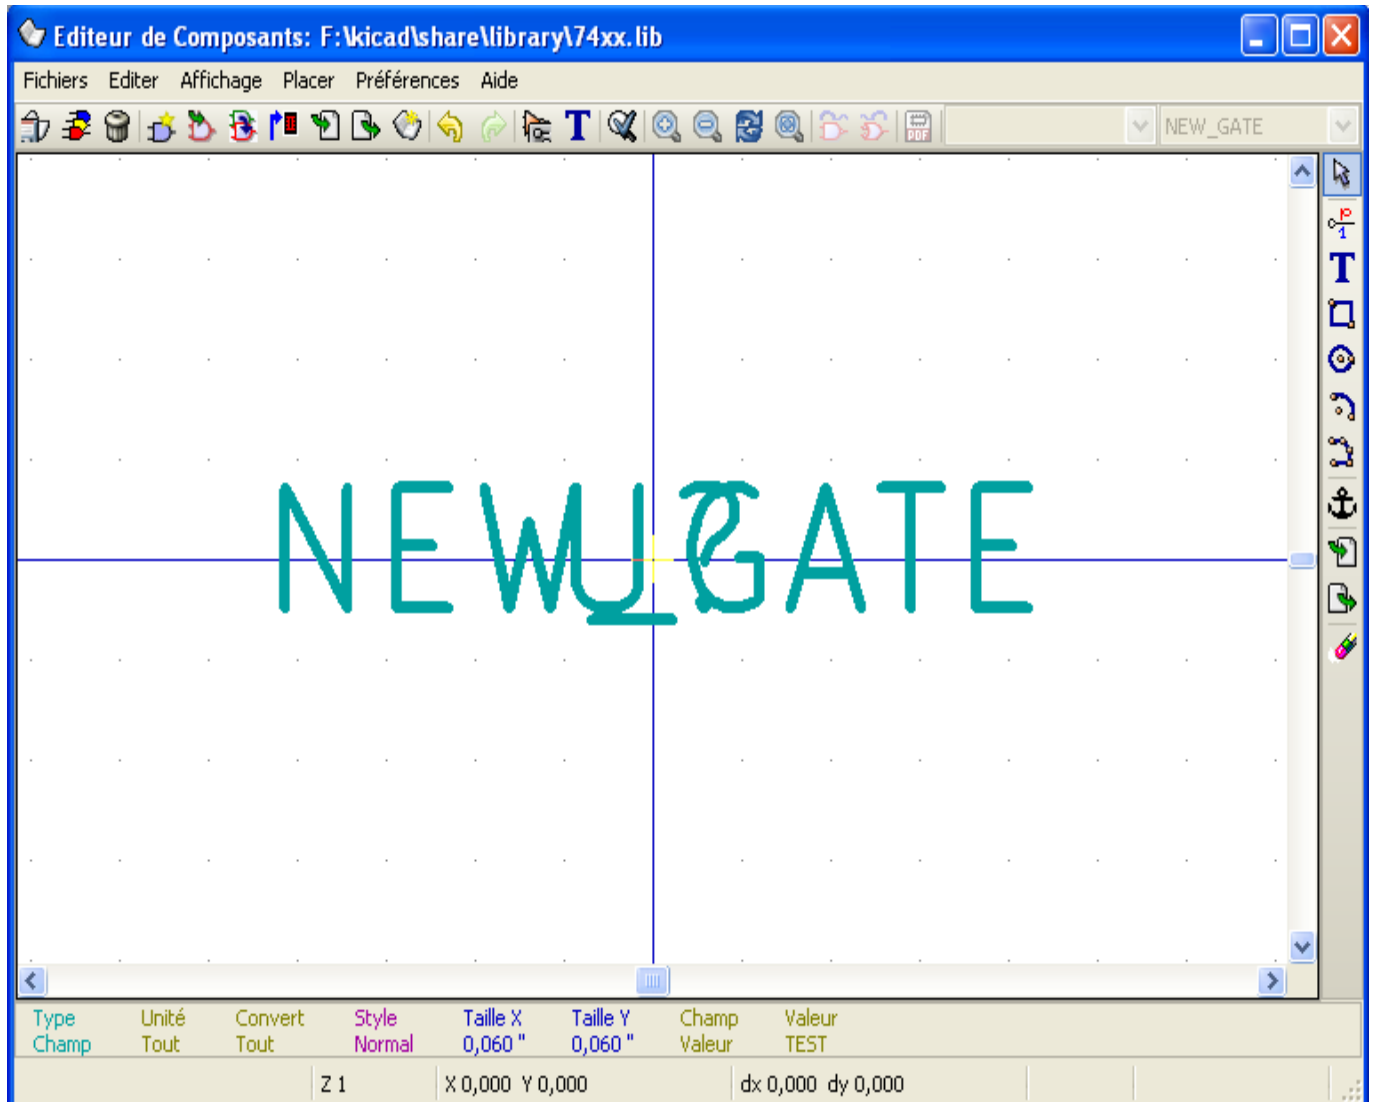 Editeur de Composants: F:\kicad\share\library\74xx.lib
Fichiers Editer Affichage Placer Préférences Aide
NEW_GATE
NEW_GATE
U?
Type Unité Convert Style Taille X Taille Y Champ Valeur
Champ Tout Tout Normal 0,060 " 0,060 " Valeur TEST
Z 1 X 0,000 Y 0,000 dx 0,000 dy 0,000